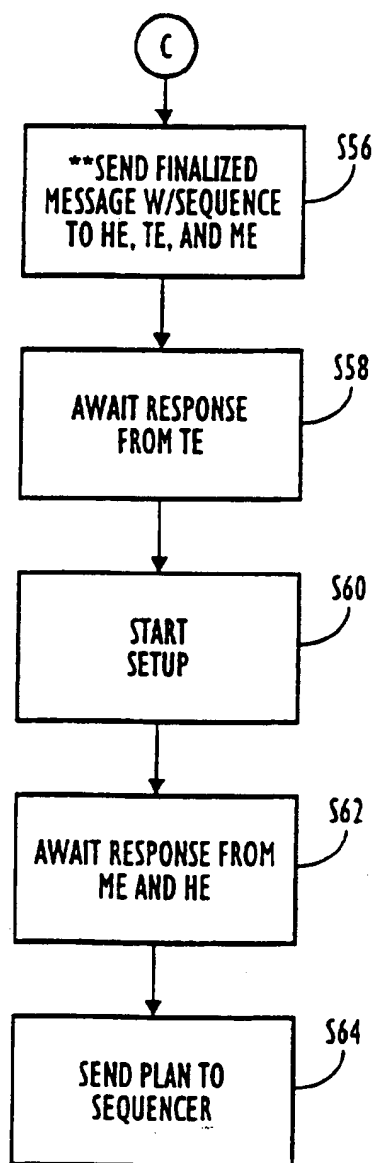 C
**SEND FINALIZED
MESSAGE W/SEQUENCE
TO HE, TE, AND ME
S56
AWAIT RESPONSE
FROM TE
S58
START
SETUP
S60
AWAIT RESPONSE FROM
ME AND HE
S62
SEND PLAN TO
SEQUENCER
S64